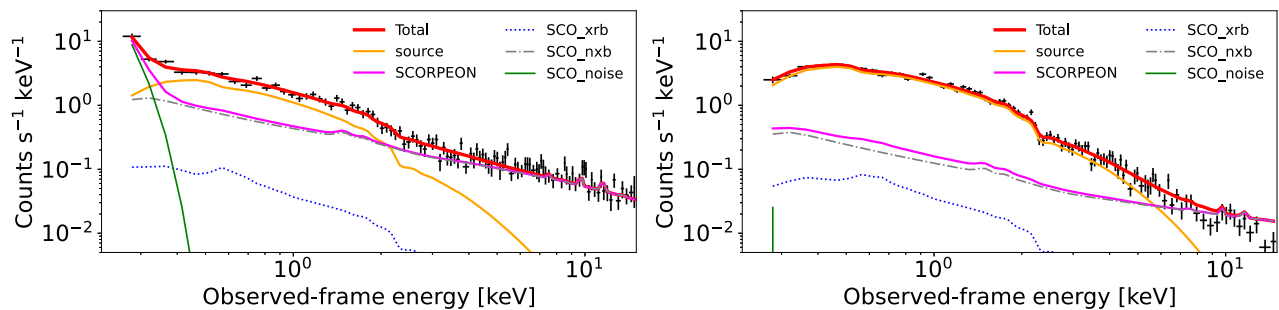 Total
source
SCORPEON
SCO_xrb
SCO_nxb
SCO_noise
10¹
10⁰
10⁻¹
10⁻²
Counts s⁻¹ keV⁻¹
10⁰
10¹
Observed-frame energy [keV]
Total
source
SCORPEON
SCO_xrb
SCO_nxb
SCO_noise
10¹
10⁰
10⁻¹
10⁻²
Counts s⁻¹ keV⁻¹
10⁰
10¹
Observed-frame energy [keV]